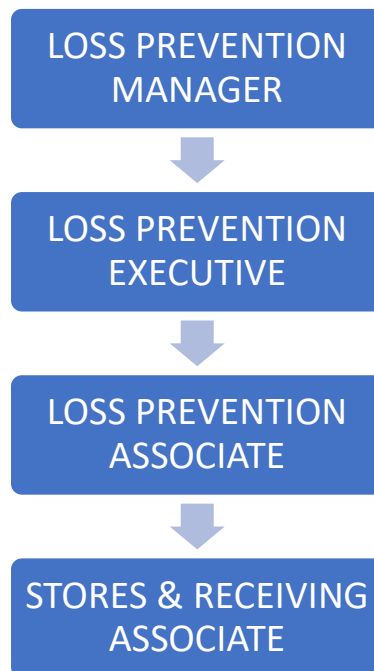 LOSS PREVENTION
MANAGER
LOSS PREVENTION
EXECUTIVE
LOSS PREVENTION
ASSOCIATE
STORES & RECEIVING
ASSOCIATE